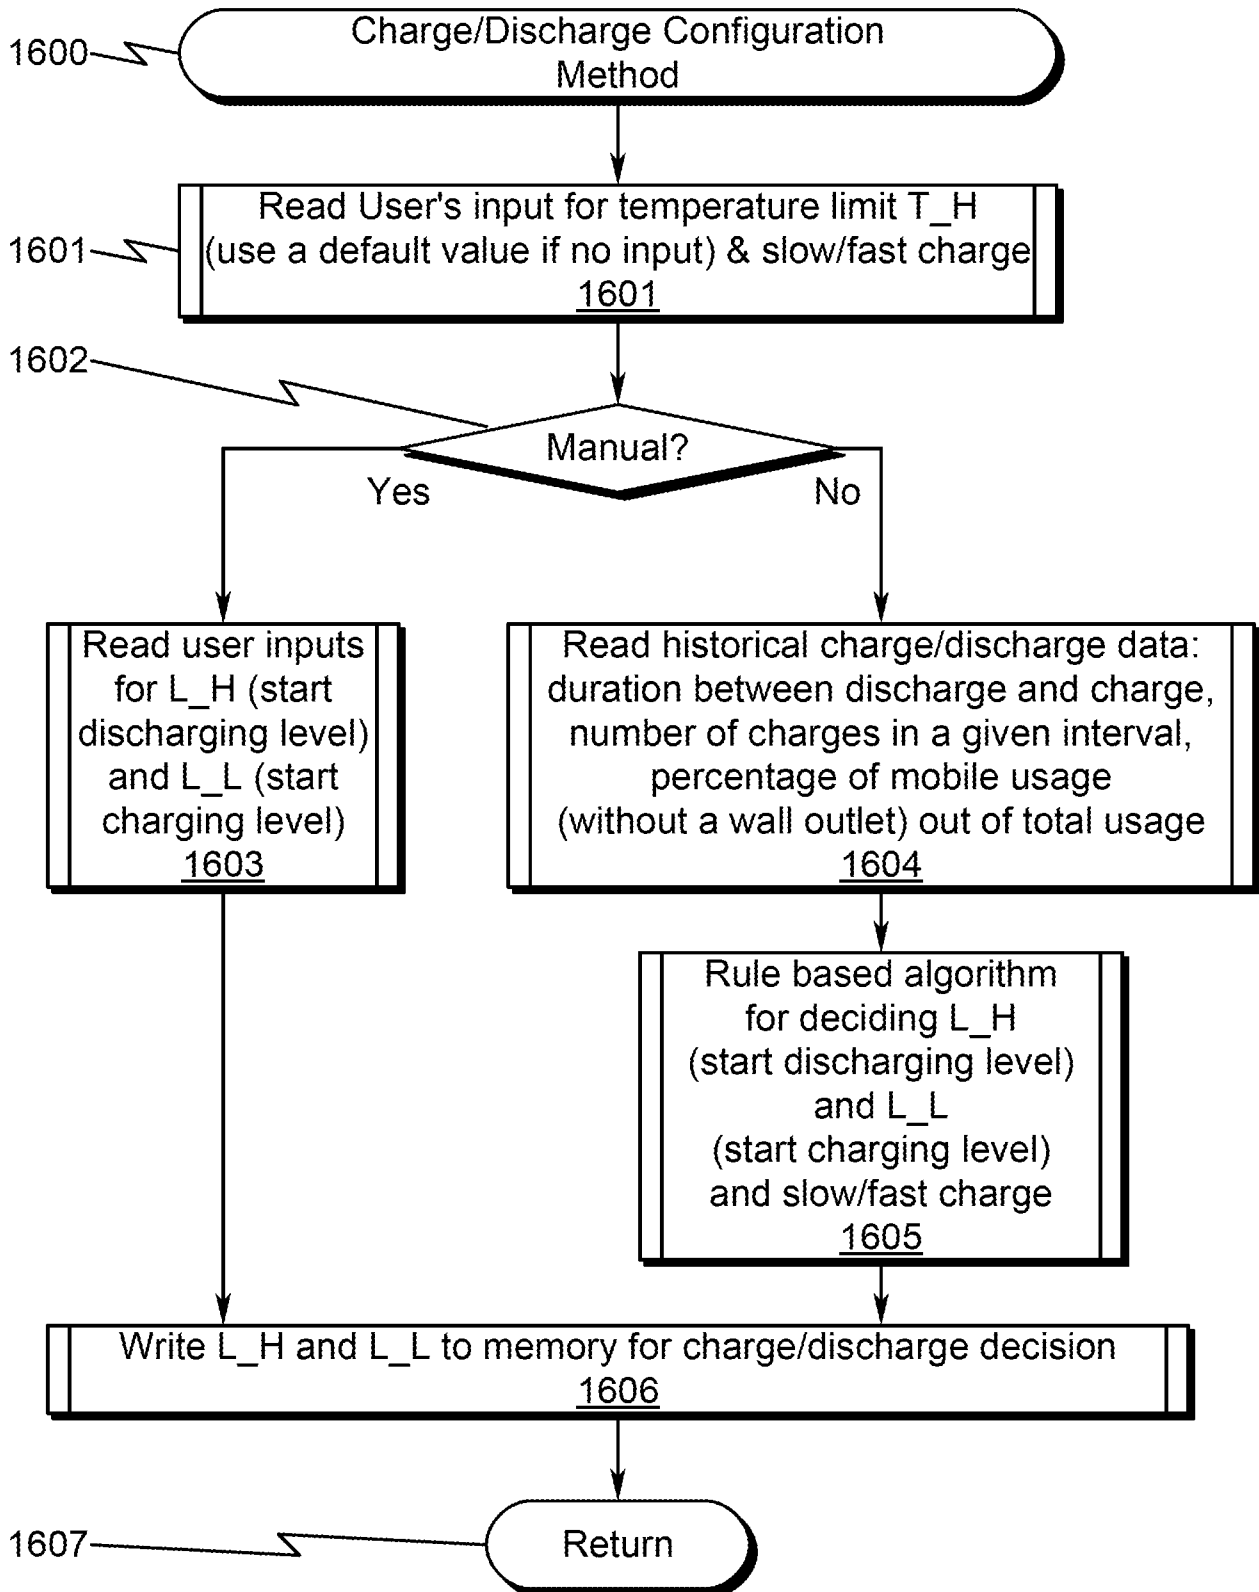 1600
Charge/Discharge Configuration
Method
1601
Read User's input for temperature limit T_H
(use a default value if no input) & slow/fast charge
1601
1602
Manual?
Yes
No
Read user inputs
for L_H (start
discharging level)
and L_L (start
charging level)
1603
Read historical charge/discharge data:
duration between discharge and charge,
number of charges in a given interval,
percentage of mobile usage
(without a wall outlet) out of total usage
1604
Rule based algorithm
for deciding L_H
(start discharging level)
and L_L
(start charging level)
and slow/fast charge
1605
Write L_H and L_L to memory for charge/discharge decision
1606
1607
Return